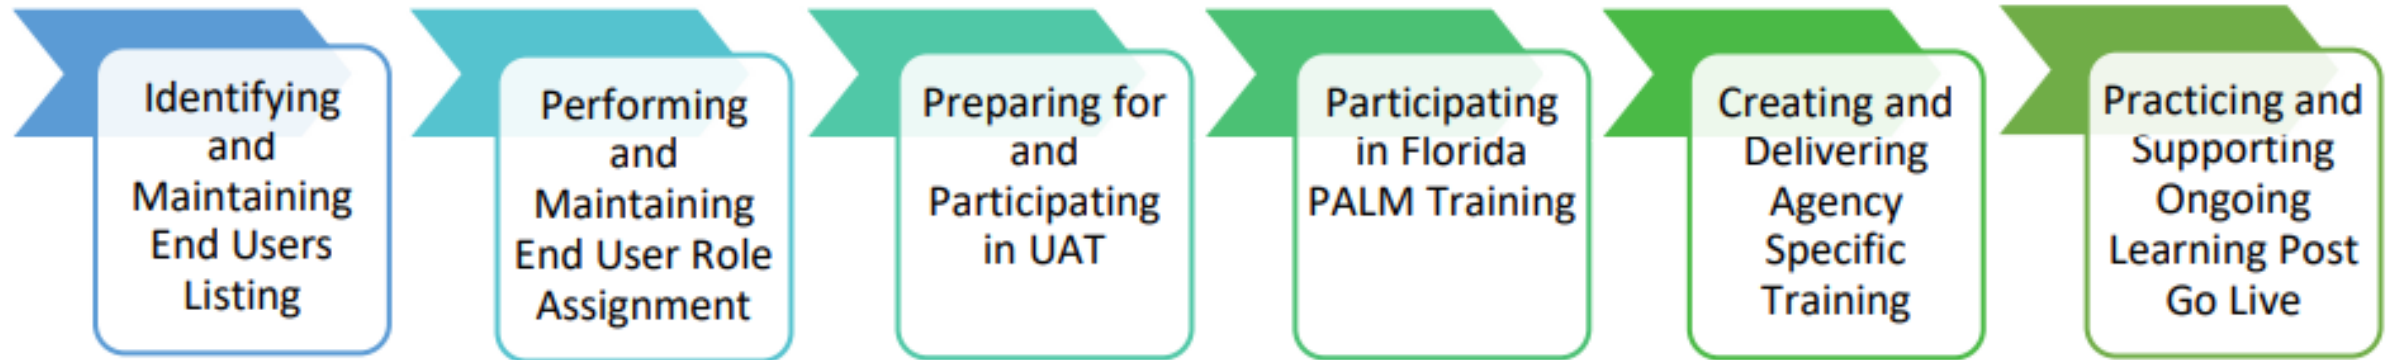 Identifying
and
Maintaining
End Users
Listing
Performing
and
Maintaining
End User Role
Assignment
Preparing for
and
Participating
in UAT
Participating
in Florida
PALM Training
Creating and
Delivering
Agency
Specific
Training
Practicing and
Supporting
Ongoing
Learning Post
Go Live